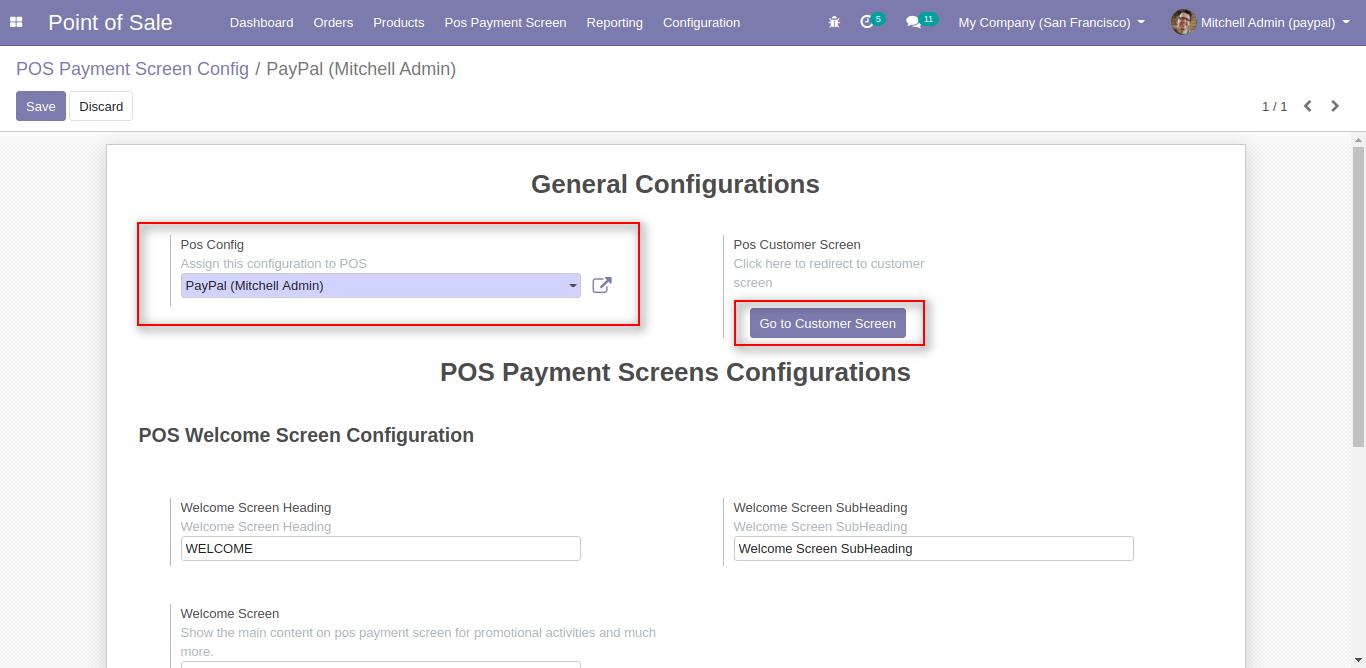 Point of Sale Dashboard Orders Products Pos Payment Screen Reporting Configuration 5 11 My Company (San Francisco) Mitchell Admin (paypal)
POS Payment Screen Config / PayPal (Mitchell Admin)
Save Discard 1 / 1
General Configurations
Pos Config
Assign this configuration to POS
PayPal (Mitchell Admin)
Pos Customer Screen
Click here to redirect to customer
screen
Go to Customer Screen
POS Payment Screens Configurations
POS Welcome Screen Configuration
Welcome Screen Heading
Welcome Screen Heading
WELCOME
Welcome Screen SubHeading
Welcome Screen SubHeading
Welcome Screen SubHeading
Welcome Screen
Show the main content on pos payment screen for promotional activities and much
more.